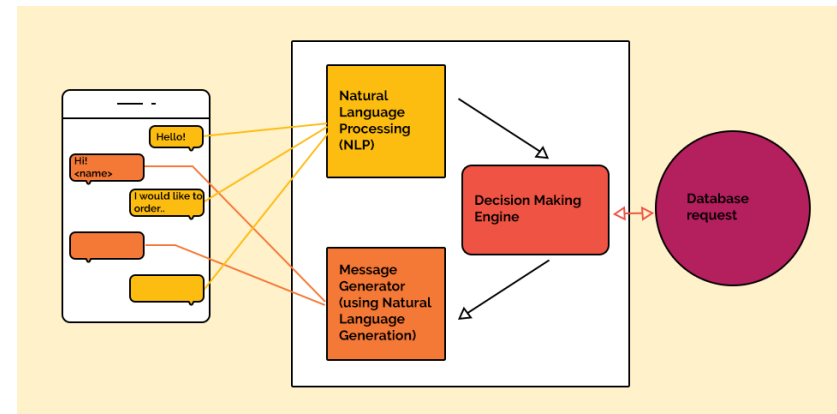 Hello!
Hi!
<name>
I would like to
order..
Natural
Language
Processing
(NLP)
Decision Making
Engine
Database
request
Message
Generator
(using Natural
Language
Generation)